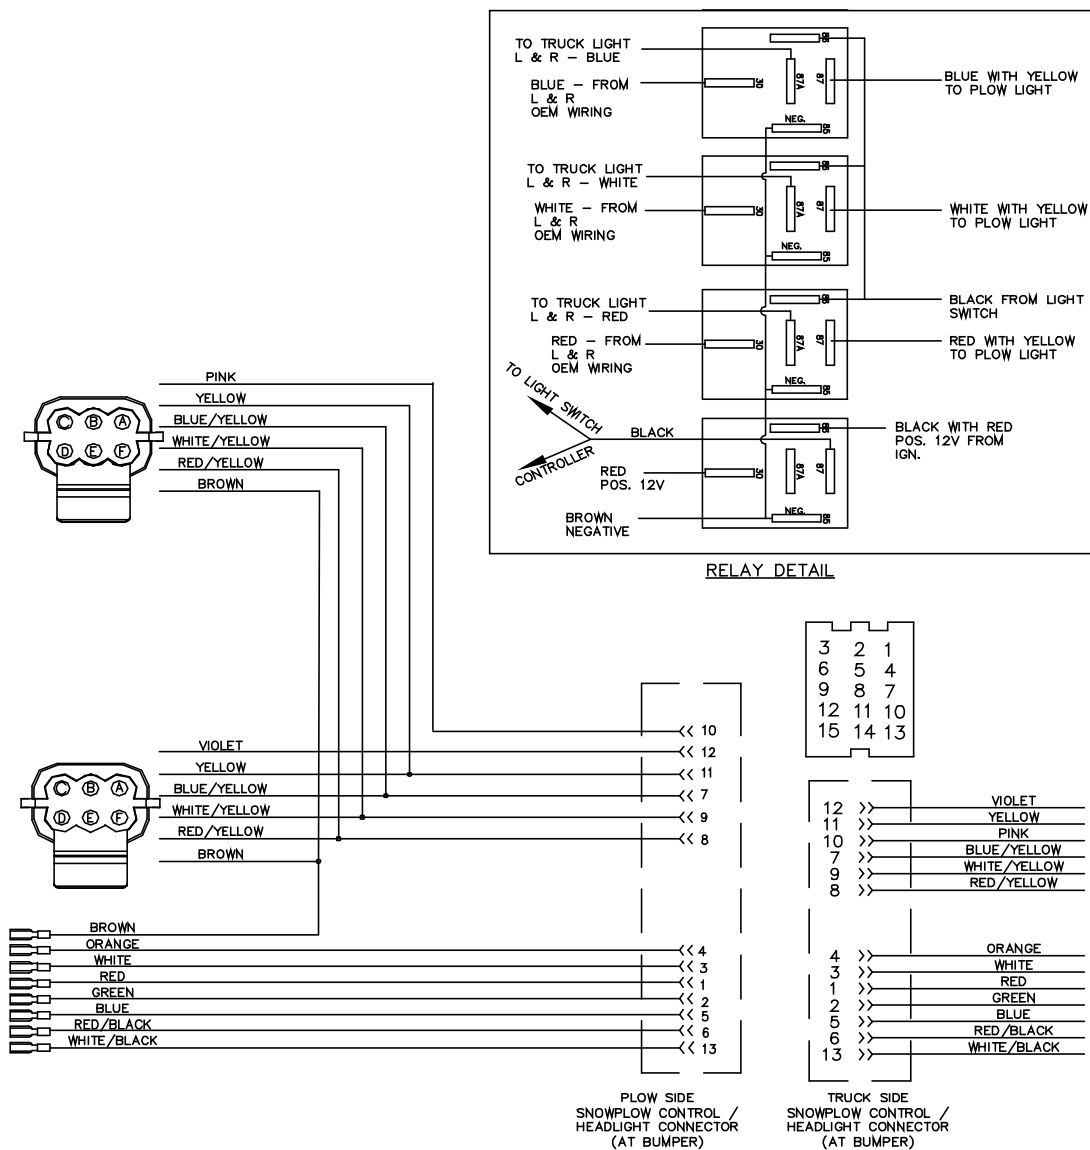 TO TRUCK LIGHT
L & R - BLUE
BLUE - FROM
L & R
OEM WIRING
86
30
87A
87
NEG.
85
BLUE WITH YELLOW
TO PLOW LIGHT
TO TRUCK LIGHT
L & R - WHITE
WHITE - FROM
L & R
OEM WIRING
86
30
87A
87
NEG.
85
WHITE WITH YELLOW
TO PLOW LIGHT
TO TRUCK LIGHT
L & R - RED
RED - FROM
L & R
OEM WIRING
86
30
87A
87
NEG.
85
BLACK FROM LIGHT
SWITCH
RED WITH YELLOW
TO PLOW LIGHT
TO LIGHT SWITCH
CONTROLLER
BLACK
RED
POS. 12V
BROWN
NEGATIVE
86
30
87A
87
NEG.
85
BLACK WITH RED
POS. 12V FROM
IGN.
RELAY DETAIL
C B A
D E F
PINK
YELLOW
BLUE/YELLOW
WHITE/YELLOW
RED/YELLOW
BROWN
C B A
D E F
VIOLET
YELLOW
BLUE/YELLOW
WHITE/YELLOW
RED/YELLOW
BROWN
BROWN
ORANGE
WHITE
RED
GREEN
BLUE
RED/BLACK
WHITE/BLACK
10
12
11
7
9
8
4
3
1
2
5
6
13
PLOW SIDE
SNOWPLOW CONTROL /
HEADLIGHT CONNECTOR
(AT BUMPER)
3 2 1
6 5 4
9 8 7
12 11 10
15 14 13
12 VIOLET
11 YELLOW
10 PINK
7 BLUE/YELLOW
9 WHITE/YELLOW
8 RED/YELLOW
4 ORANGE
3 WHITE
1 RED
2 GREEN
5 BLUE
6 RED/BLACK
13 WHITE/BLACK
TRUCK SIDE
SNOWPLOW CONTROL /
HEADLIGHT CONNECTOR
(AT BUMPER)